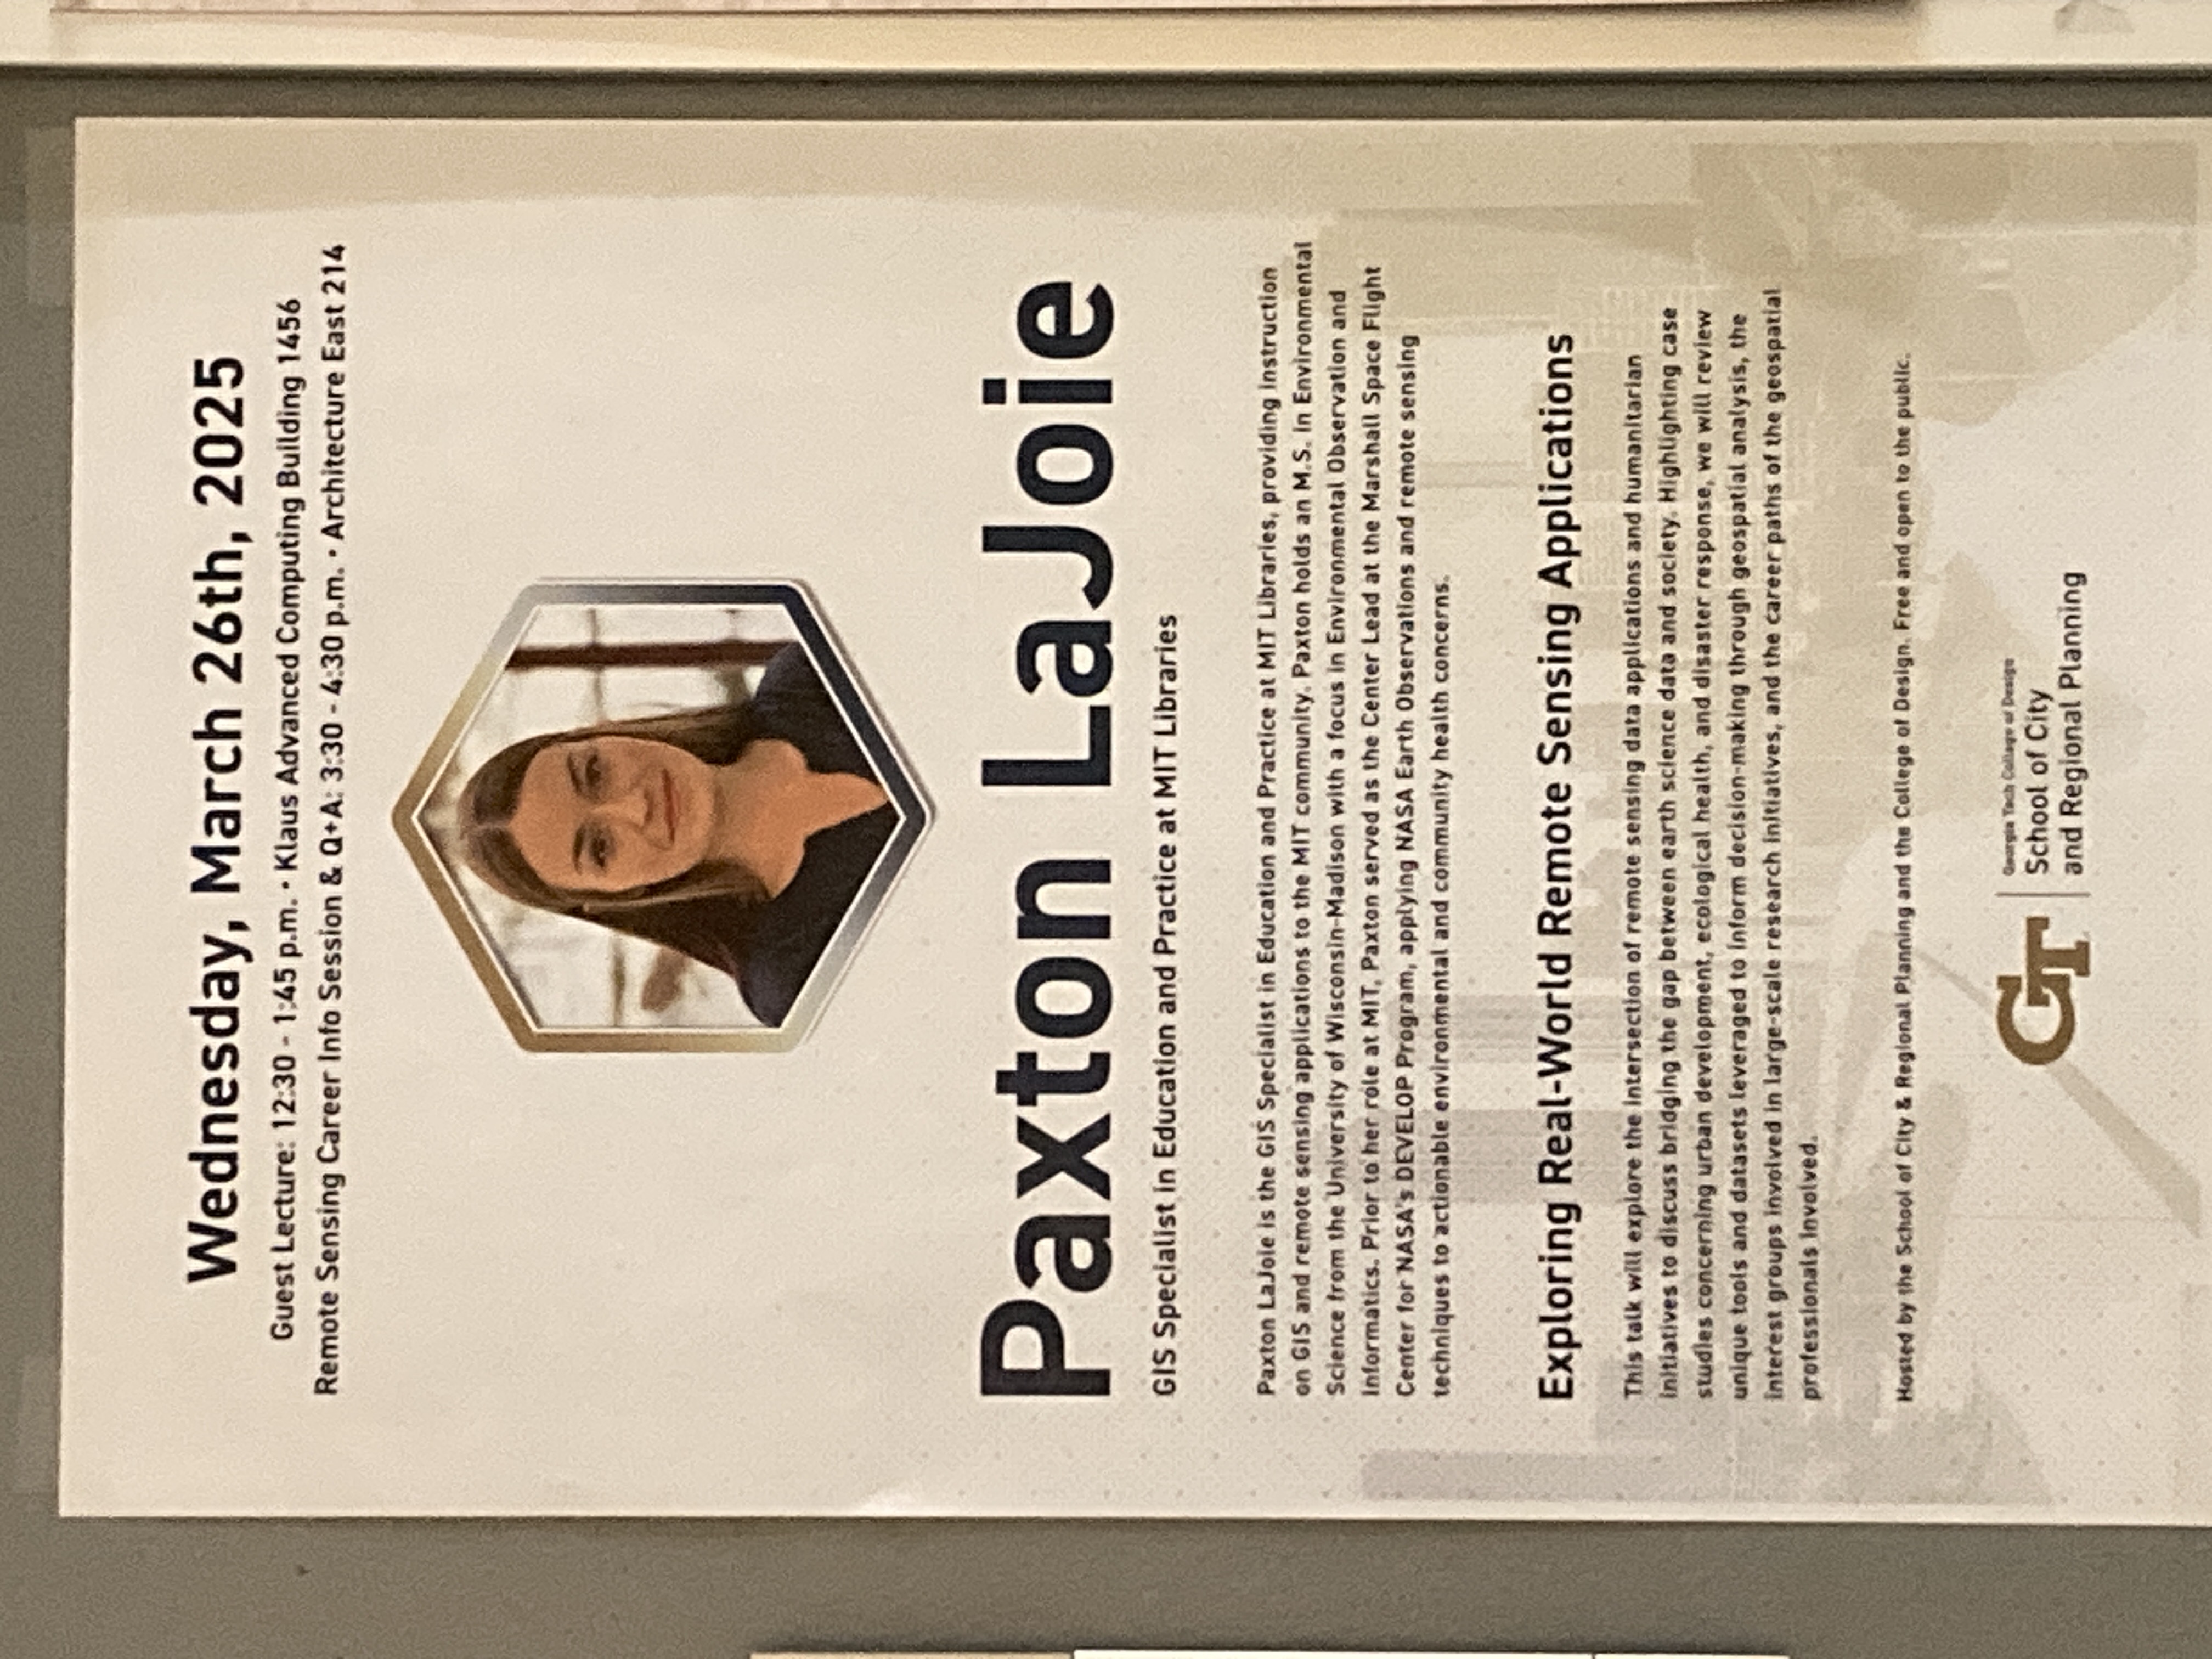 Wednesday, March 26th, 2025
Guest Lecture: 12:30 - 1:45 p.m. • Klaus Advanced Computing Building 1456
Remote Sensing Career Info Session & Q+A: 3:30 - 4:30 p.m. • Architecture East 214
Paxton LaJoie
GIS Specialist in Education and Practice at MIT Libraries
Paxton LaJoie is the GIS Specialist in Education and Practice at MIT Libraries, providing instruction
on GIS and remote sensing applications to the MIT community. Paxton holds an M.S. in Environmental
Science from the University of Wisconsin-Madison with a focus in Environmental Observation and
Informatics. Prior to her role at MIT, Paxton served as the Center Lead at the Marshall Space Flight
Center for NASA's DEVELOP Program, applying NASA Earth Observations and remote sensing
techniques to actionable environmental and community health concerns.
Exploring Real-World Remote Sensing Applications
This talk will explore the intersection of remote sensing data applications and humanitarian
initiatives to discuss bridging the gap between earth science data and society. Highlighting case
studies concerning urban development, ecological health, and disaster response, we will review
unique tools and datasets leveraged to inform decision-making through geospatial analysis, the
interest groups involved in large-scale research initiatives, and the career paths of the geospatial
professionals involved.
Hosted by the School of City & Regional Planning and the College of Design. Free and open to the public.
GT
Georgia Tech College of Design
School of City
and Regional Planning